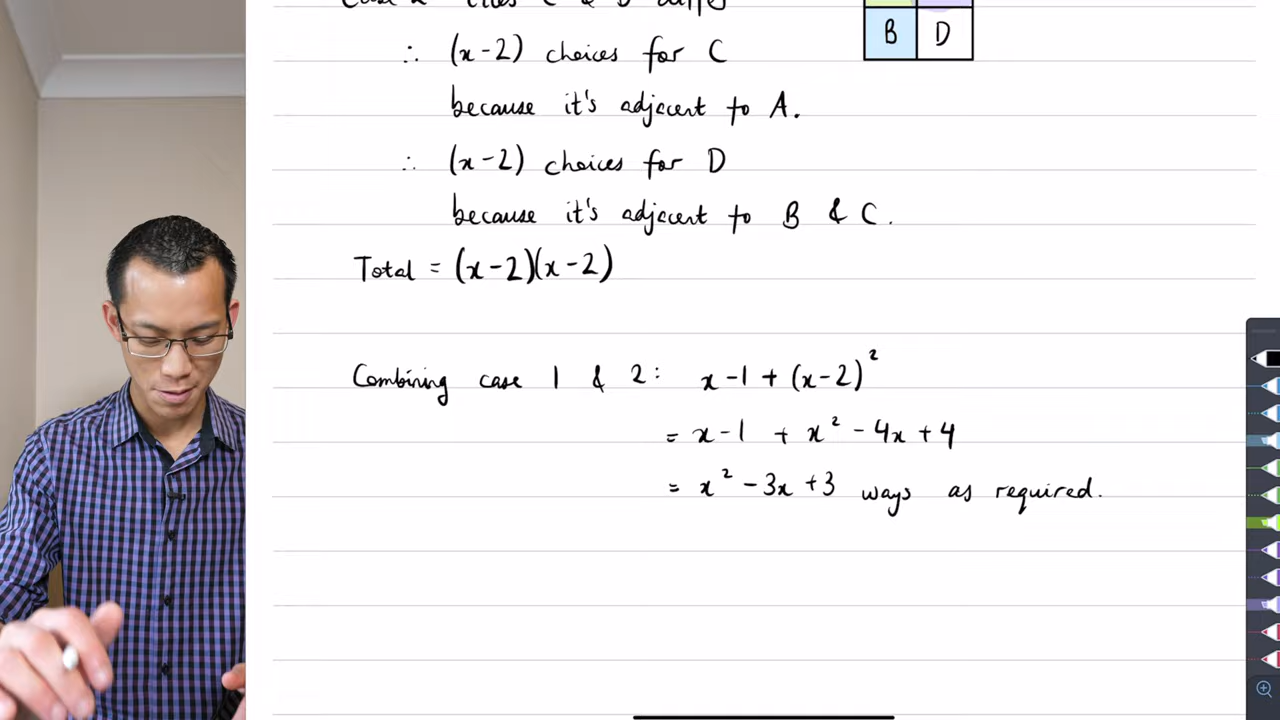 B D
∴ (x-2) choices for C
because it's adjacent to A.
∴ (x-2) choices for D
because it's adjacent to B & C.
Total = (x-2)(x-2)
Combining case 1 & 2: x-1 + (x-2)²
= x-1 + x² - 4x + 4
= x² - 3x + 3 ways as required.